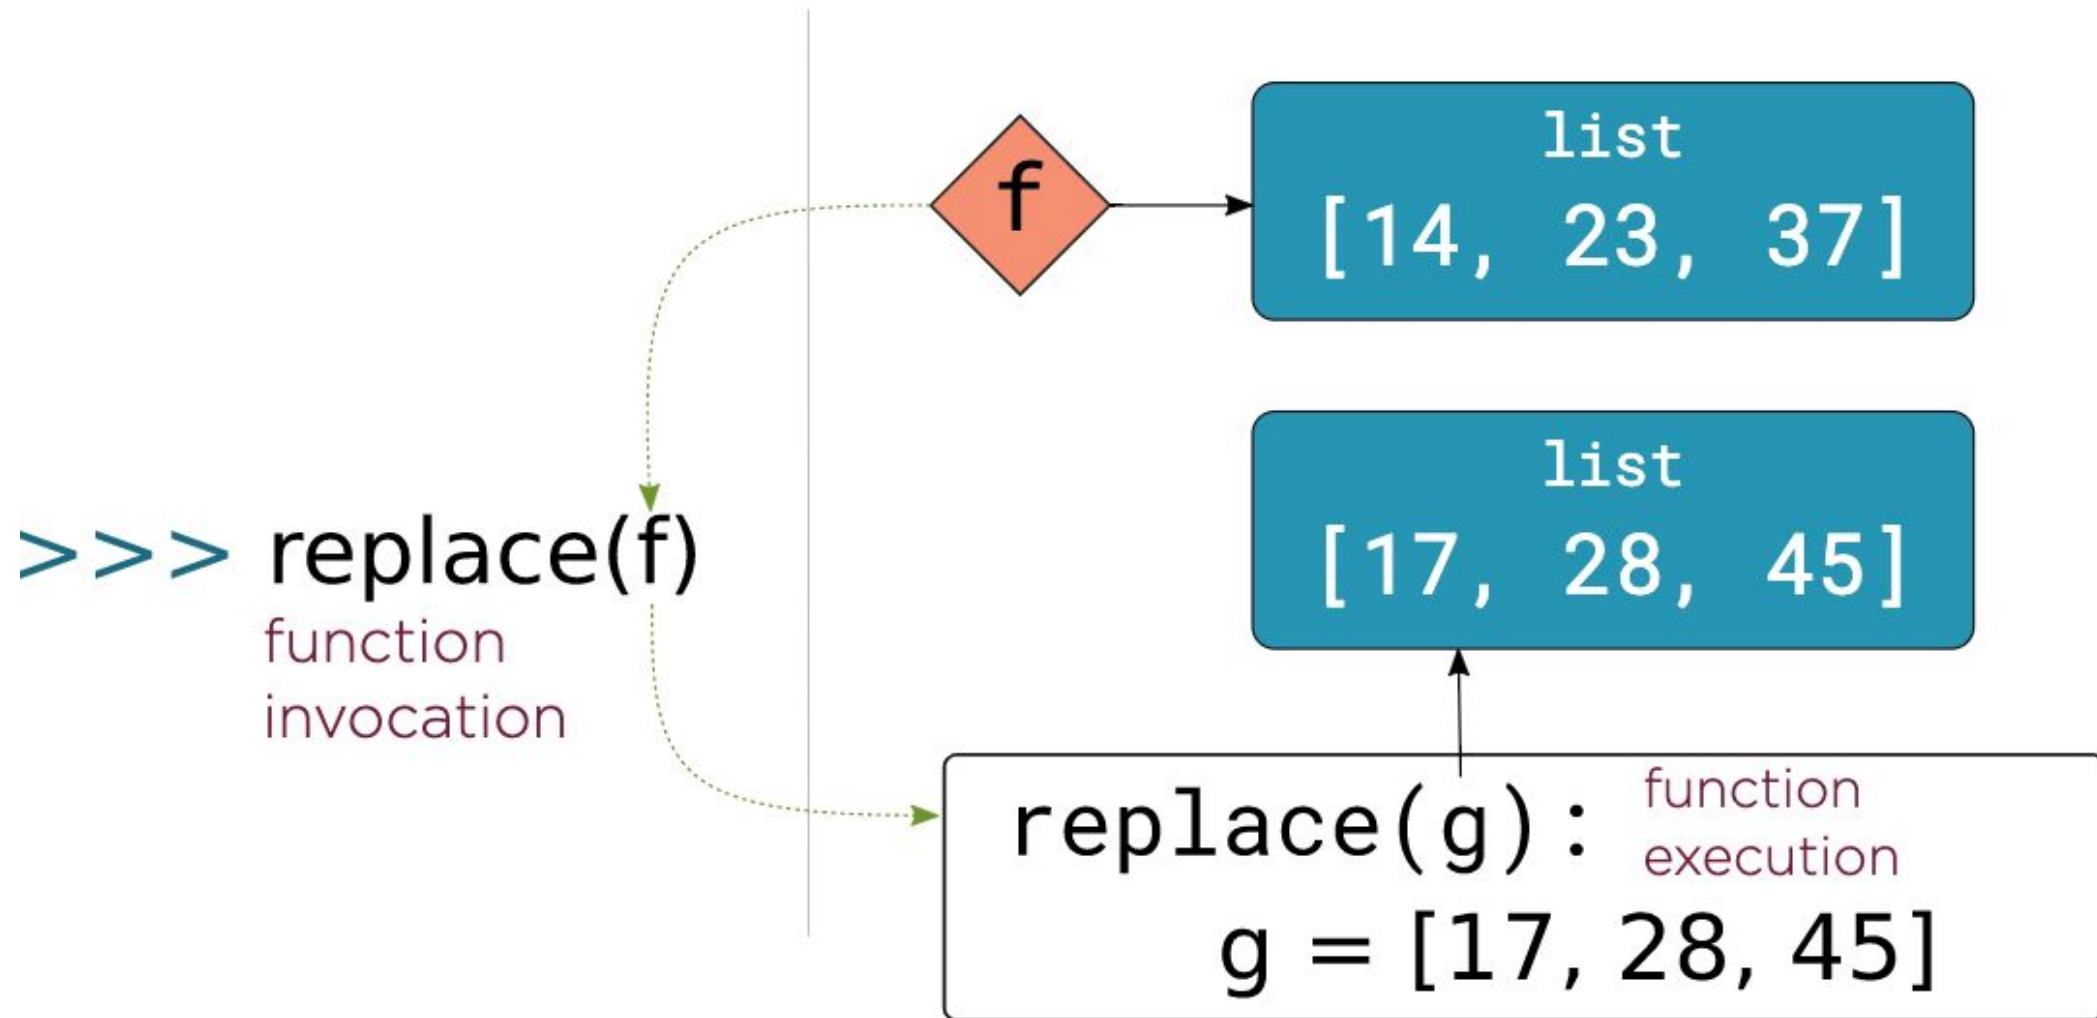 f
list
[14, 23, 37]
list
[17, 28, 45]
>>> replace(f)
function
invocation
replace(g):
function
execution
g = [17, 28, 45]